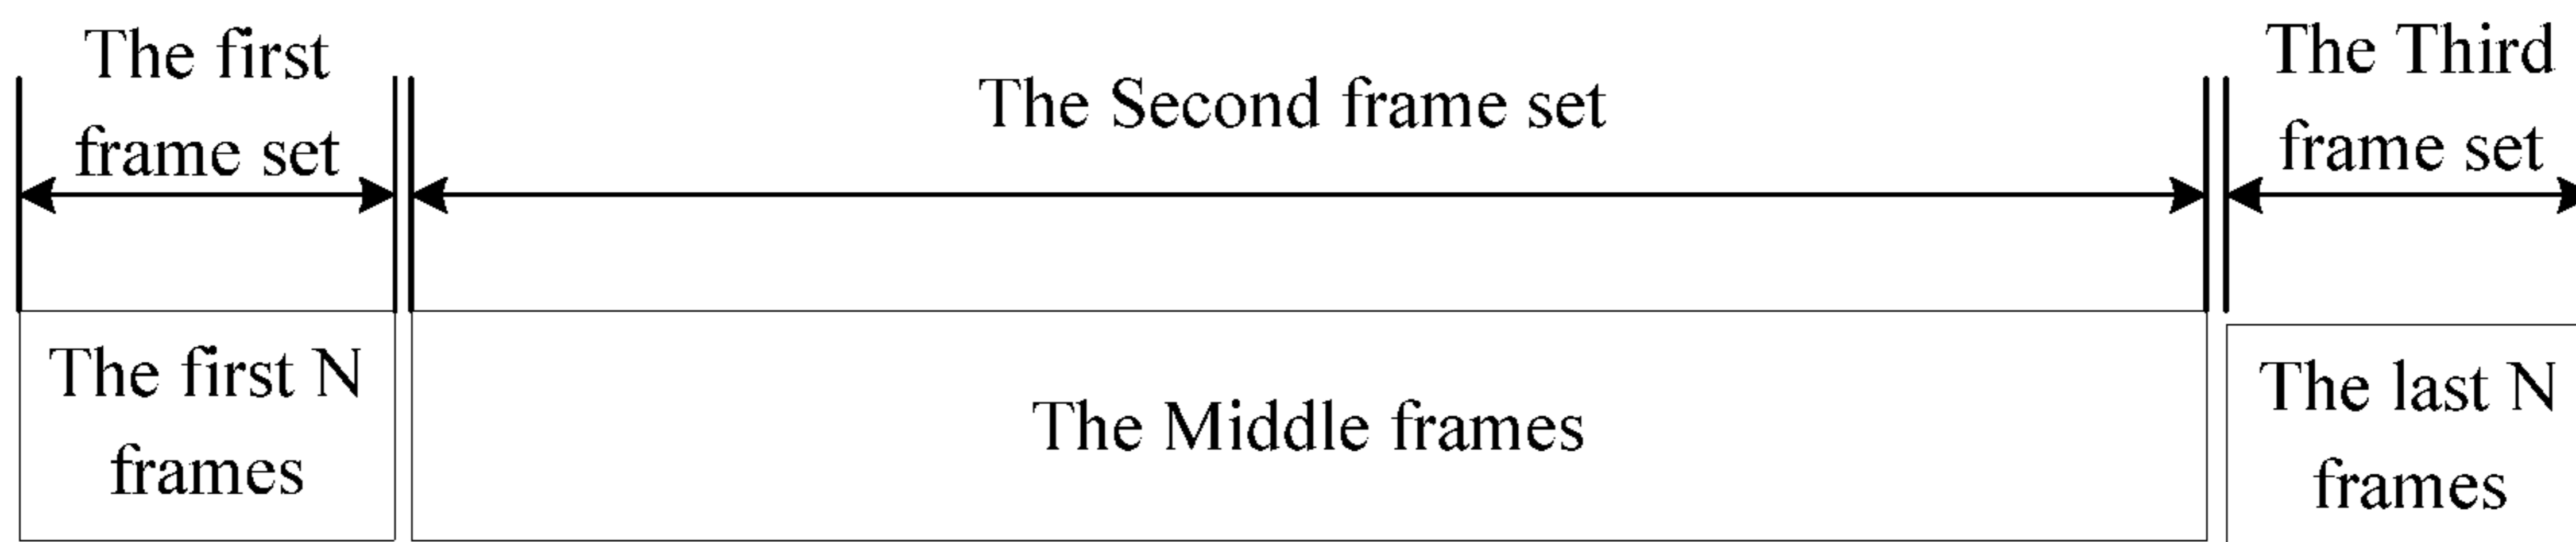 The first
frame set
The Second frame set
The Third
frame set
The first N
frames
The Middle frames
The last N
frames